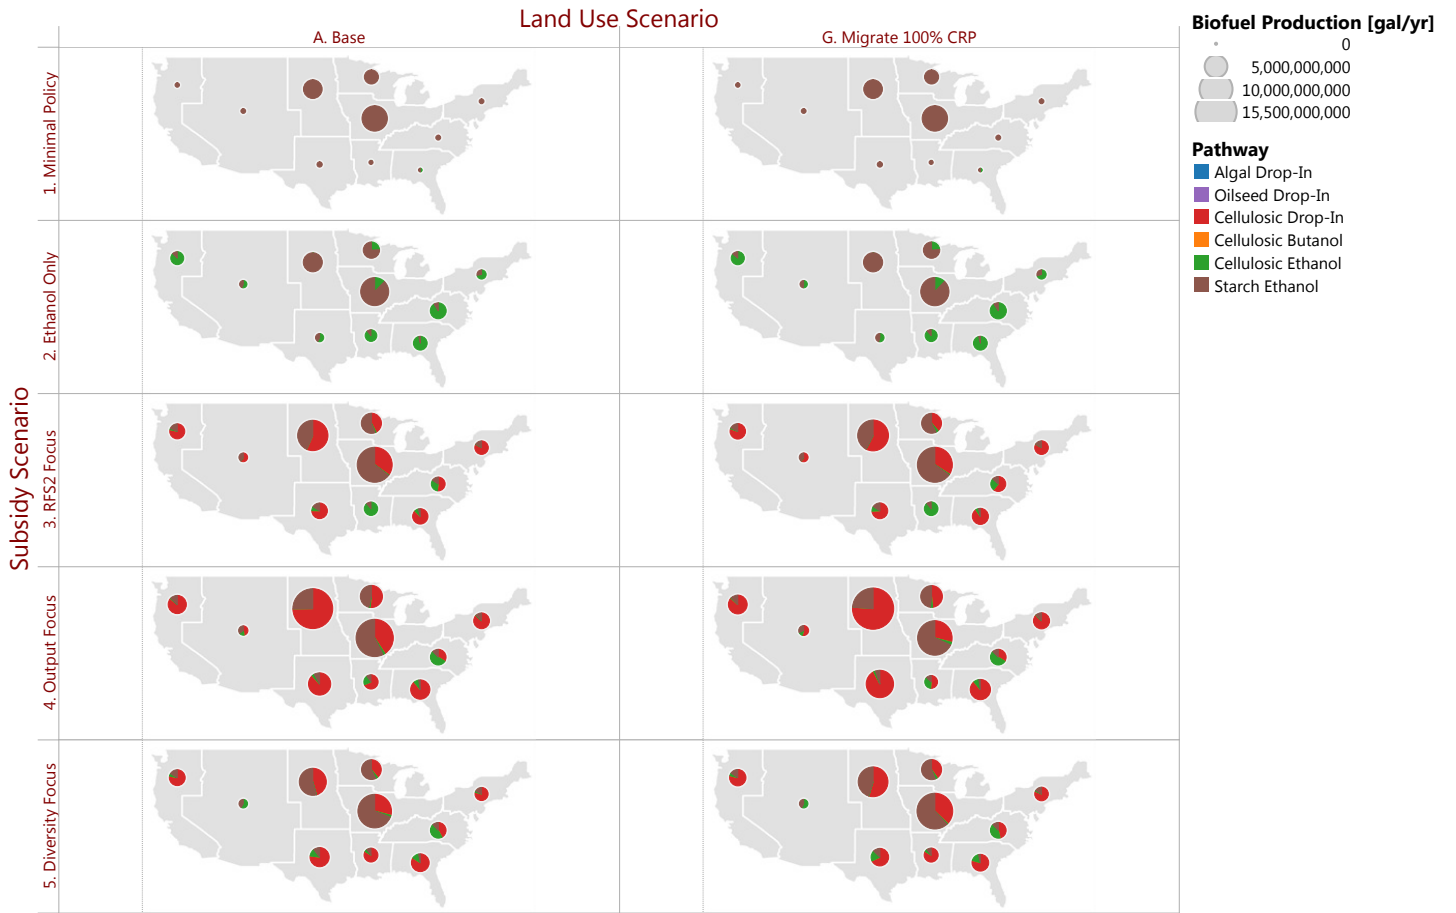 Land Use Scenario
A. Base
G. Migrate 100% CRP
Subsidy Scenario
1. Minimal Policy
2. Ethanol Only
3. RFS2 Focus
4. Output Focus
5. Diversity Focus
Biofuel Production [gal/yr]
0
5,000,000,000
10,000,000,000
15,500,000,000
Pathway
Algal Drop-In
Oilseed Drop-In
Cellulosic Drop-In
Cellulosic Butanol
Cellulosic Ethanol
Starch Ethanol